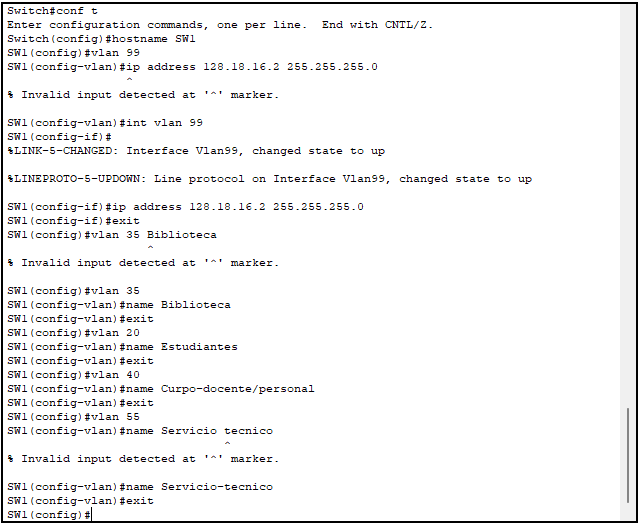 Switch#conf t
Enter configuration commands, one per line.  End with CNTL/Z.
Switch(config)#hostname SW1
SW1(config)#vlan 99
SW1(config-vlan)#ip address 128.18.16.2 255.255.255.0
^
% Invalid input detected at '^' marker.
SW1(config-vlan)#int vlan 99
SW1(config-if)#
%LINK-5-CHANGED: Interface Vlan99, changed state to up
%LINEPROTO-5-UPDOWN: Line protocol on Interface Vlan99, changed state to up
SW1(config-if)#ip address 128.18.16.2 255.255.255.0
SW1(config-if)#exit
SW1(config)#vlan 35 Biblioteca
^
% Invalid input detected at '^' marker.
SW1(config)#vlan 35
SW1(config-vlan)#name Biblioteca
SW1(config-vlan)#exit
SW1(config)#vlan 20
SW1(config-vlan)#name Estudiantes
SW1(config-vlan)#exit
SW1(config)#vlan 40
SW1(config-vlan)#name Curpo-docente/personal
SW1(config-vlan)#exit
SW1(config)#vlan 55
SW1(config-vlan)#name Servicio tecnico
^
% Invalid input detected at '^' marker.
SW1(config-vlan)#name Servicio-tecnico
SW1(config-vlan)#exit
SW1(config)#